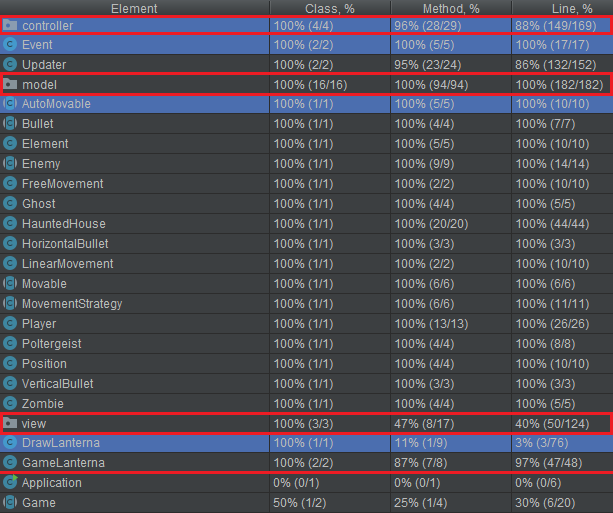 Element Class, % Method, % Line, %
controller 100% (4/4) 96% (28/29) 88% (149/169)
Event 100% (2/2) 100% (5/5) 100% (17/17)
Updater 100% (2/2) 95% (23/24) 86% (132/152)
model 100% (16/16) 100% (94/94) 100% (182/182)
AutoMovable 100% (1/1) 100% (5/5) 100% (10/10)
Bullet 100% (1/1) 100% (4/4) 100% (7/7)
Element 100% (1/1) 100% (5/5) 100% (10/10)
Enemy 100% (1/1) 100% (9/9) 100% (14/14)
FreeMovement 100% (1/1) 100% (2/2) 100% (10/10)
Ghost 100% (1/1) 100% (4/4) 100% (5/5)
HauntedHouse 100% (1/1) 100% (20/20) 100% (44/44)
HorizontalBullet 100% (1/1) 100% (3/3) 100% (3/3)
LinearMovement 100% (1/1) 100% (2/2) 100% (10/10)
Movable 100% (1/1) 100% (6/6) 100% (6/6)
MovementStrategy 100% (1/1) 100% (6/6) 100% (11/11)
Player 100% (1/1) 100% (13/13) 100% (26/26)
Poltergeist 100% (1/1) 100% (4/4) 100% (8/8)
Position 100% (1/1) 100% (4/4) 100% (10/10)
VerticalBullet 100% (1/1) 100% (3/3) 100% (3/3)
Zombie 100% (1/1) 100% (4/4) 100% (5/5)
view 100% (3/3) 47% (8/17) 40% (50/124)
DrawLanterna 100% (1/1) 11% (1/9) 3% (3/76)
GameLanterna 100% (2/2) 87% (7/8) 97% (47/48)
Application 0% (0/1) 0% (0/1) 0% (0/6)
Game 50% (1/2) 25% (1/4) 30% (6/20)